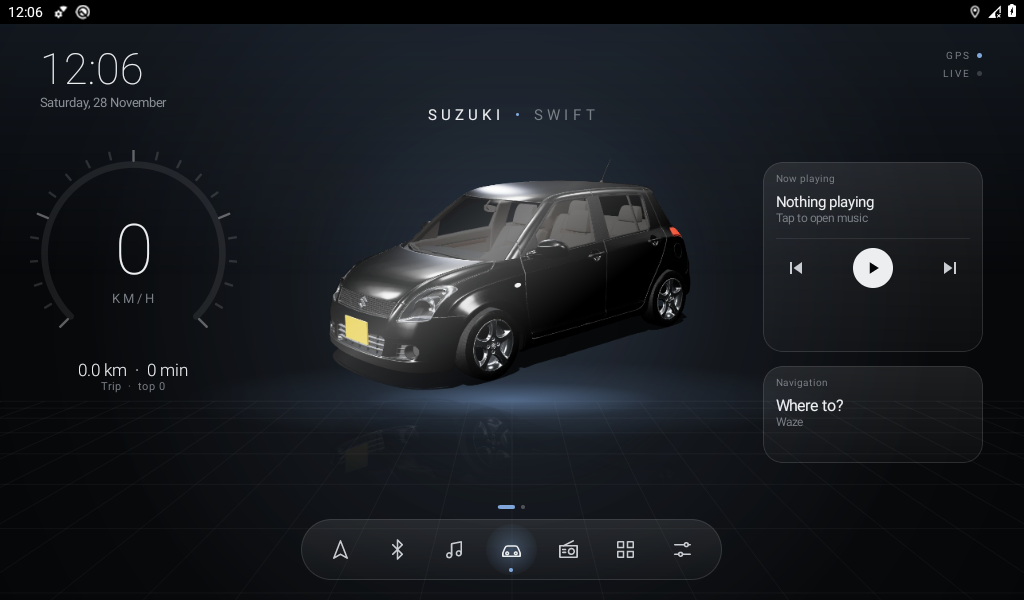 12:06
12:06
Saturday, 28 November
GPS
LIVE
SUZUKI · SWIFT
0
KM/H
0.0 km · 0 min
Trip · top 0
Now playing
Nothing playing
Tap to open music
Navigation
Where to?
Waze